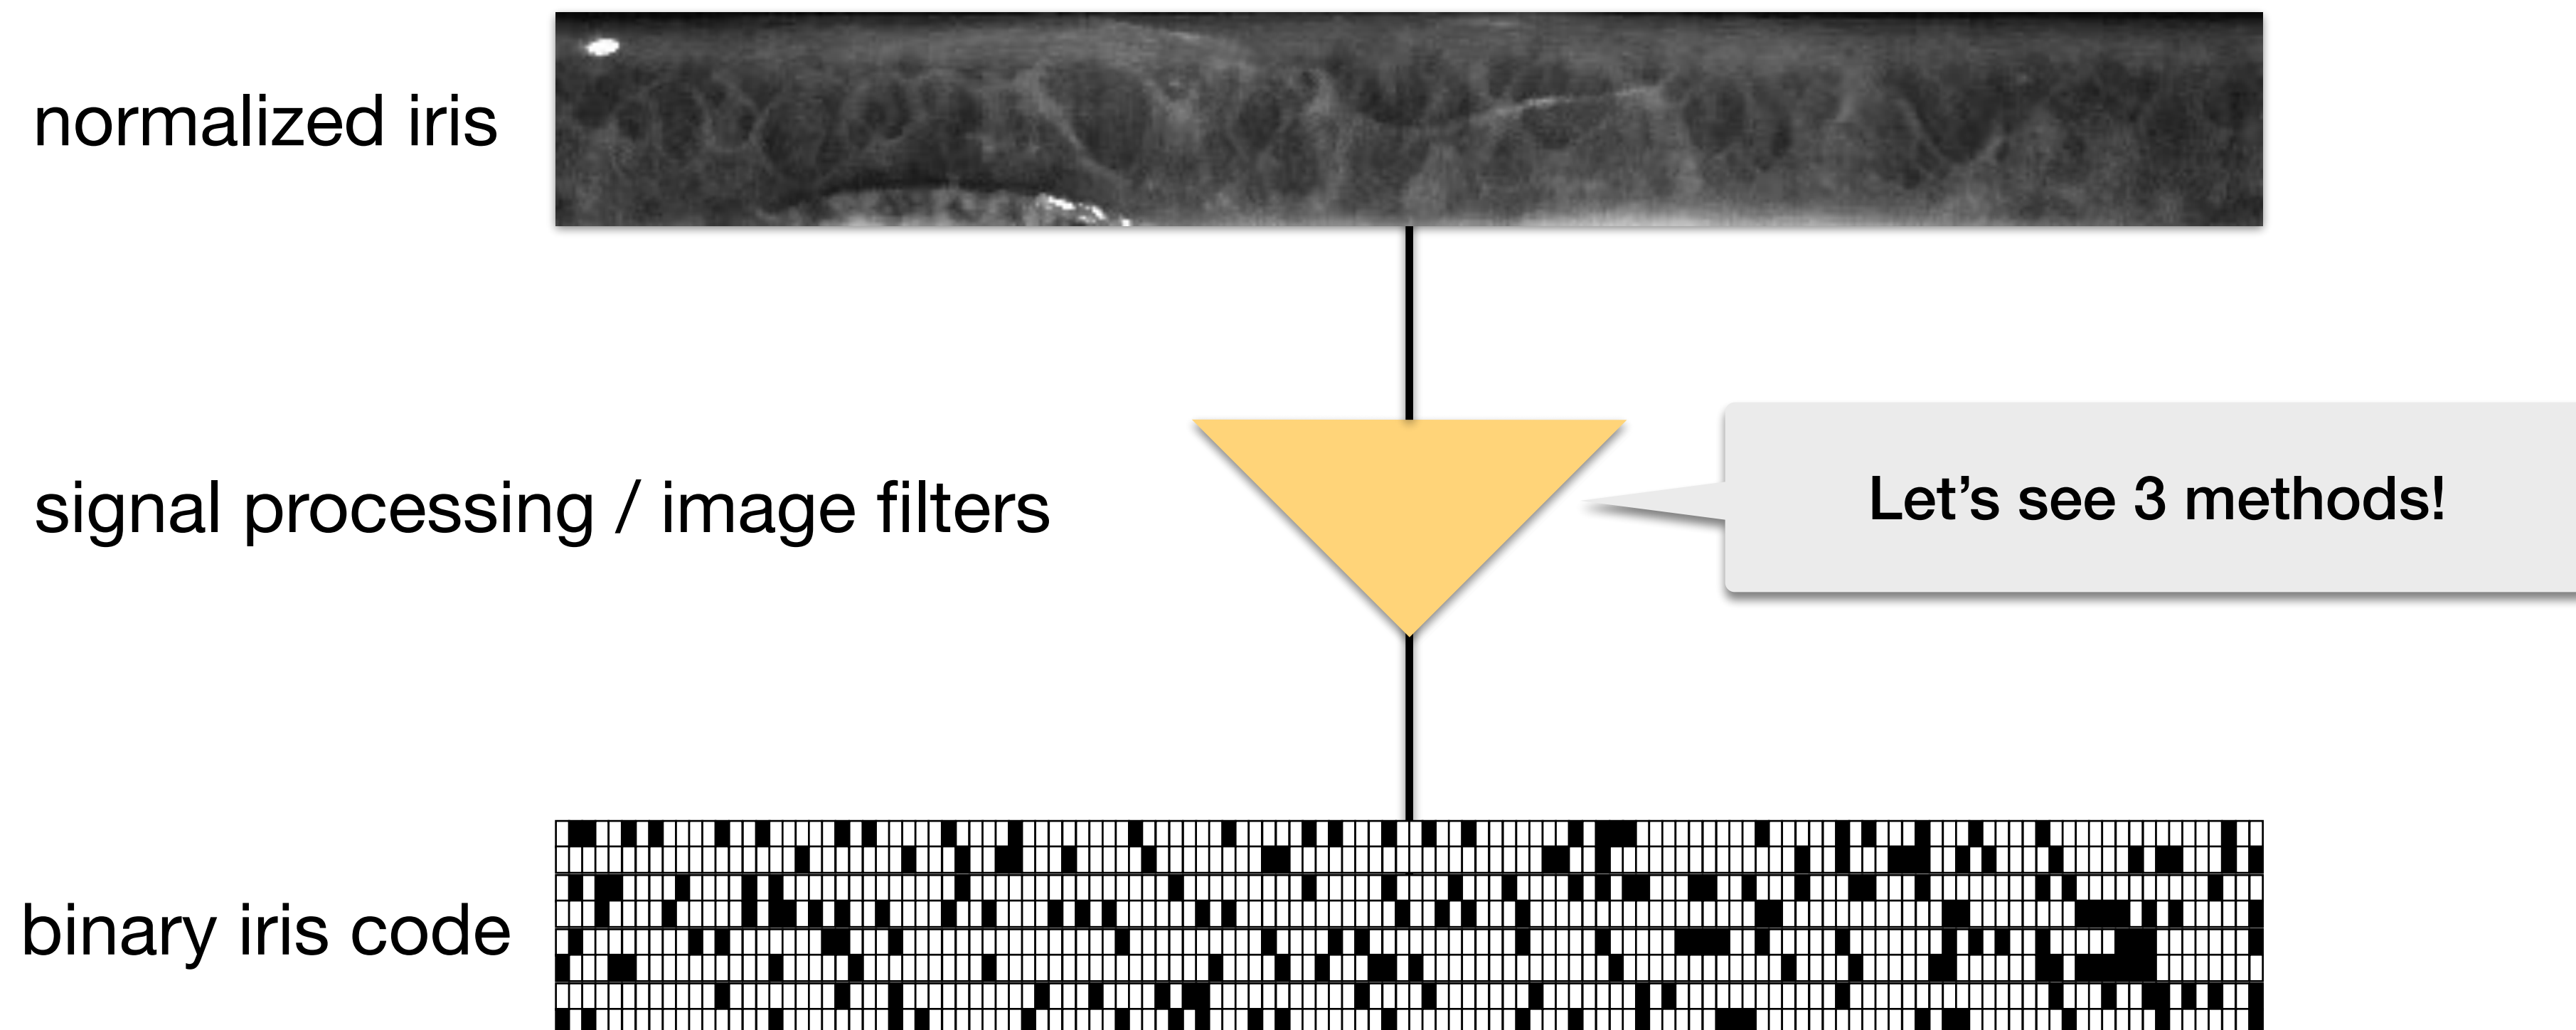 normalized iris
signal processing / image filters
Let’s see 3 methods!
binary iris code